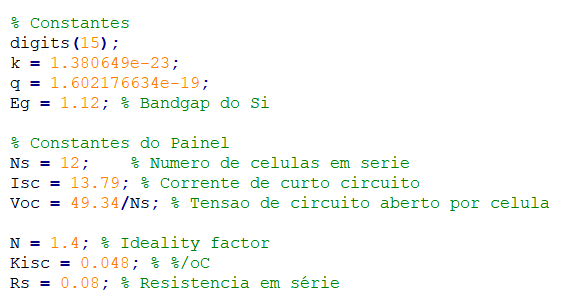 % Constantes
digits(15);
k = 1.380649e-23;
q = 1.602176634e-19;
Eg = 1.12; % Bandgap do Si
% Constantes do Painel
Ns = 12;    % Numero de celulas em serie
Isc = 13.79; % Corrente de curto circuito
Voc = 49.34/Ns; % Tensao de circuito aberto por celula
N = 1.4; % Ideality factor
Kisc = 0.048; % %/oC
Rs = 0.08; % Resistencia em série